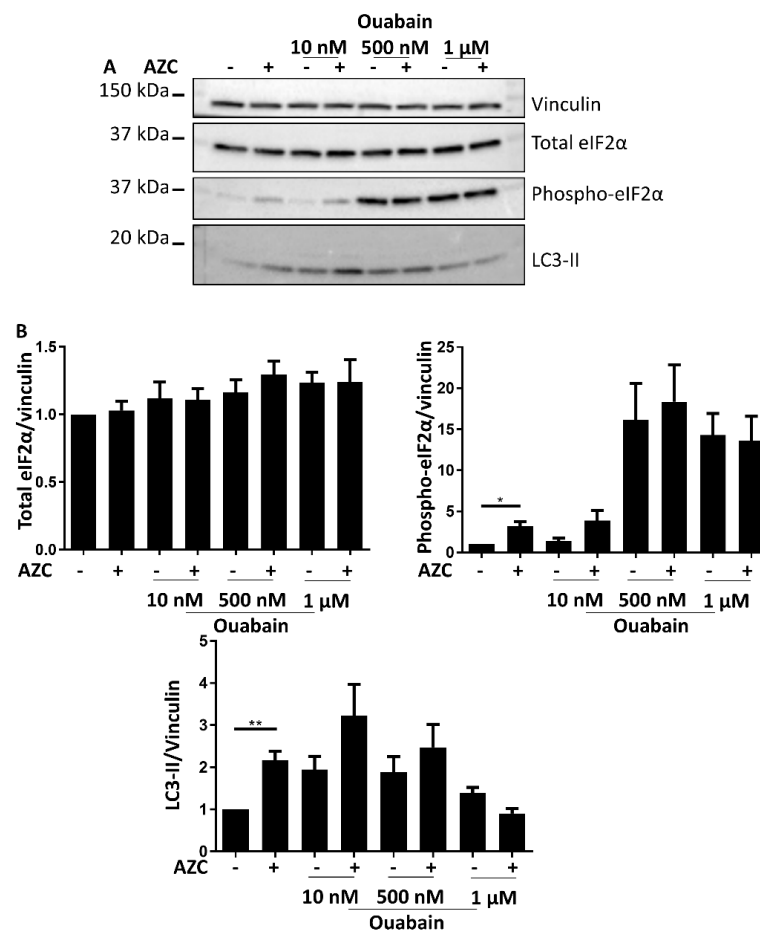 Ouabain
10 nM 500 nM 1 µM
A AZC - + - + - + - +
150 kDa
Vinculin
37 kDa
Total eIF2α
37 kDa
Phospho-eIF2α
20 kDa
LC3-II
B
Total eIF2α/vinculin
1.5
1.0
0.5
0.0
AZC - + - + - + - +
10 nM 500 nM 1 µM
Ouabain
Phospho-eIF2α/vinculin
25
20
15
10
5
0
*
AZC - + - + - + - +
10 nM 500 nM 1 µM
Ouabain
LC3-II/Vinculin
5
4
3
2
1
0
**
AZC - + - + - + - +
10 nM 500 nM 1 µM
Ouabain